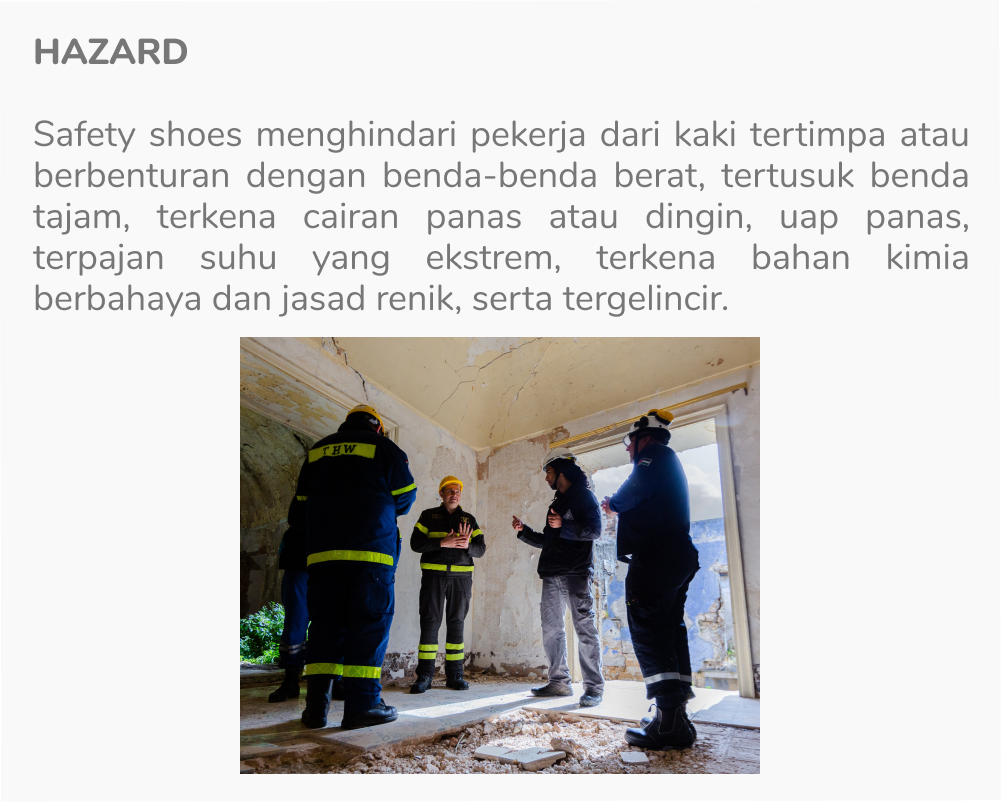 HAZARD
Safety shoes menghindari pekerja dari kaki tertimpa atau
berbenturan dengan benda-benda berat, tertusuk benda
tajam, terkena cairan panas atau dingin, uap panas,
terpajan suhu yang ekstrem, terkena bahan kimia
berbahaya dan jasad renik, serta tergelincir.
THW